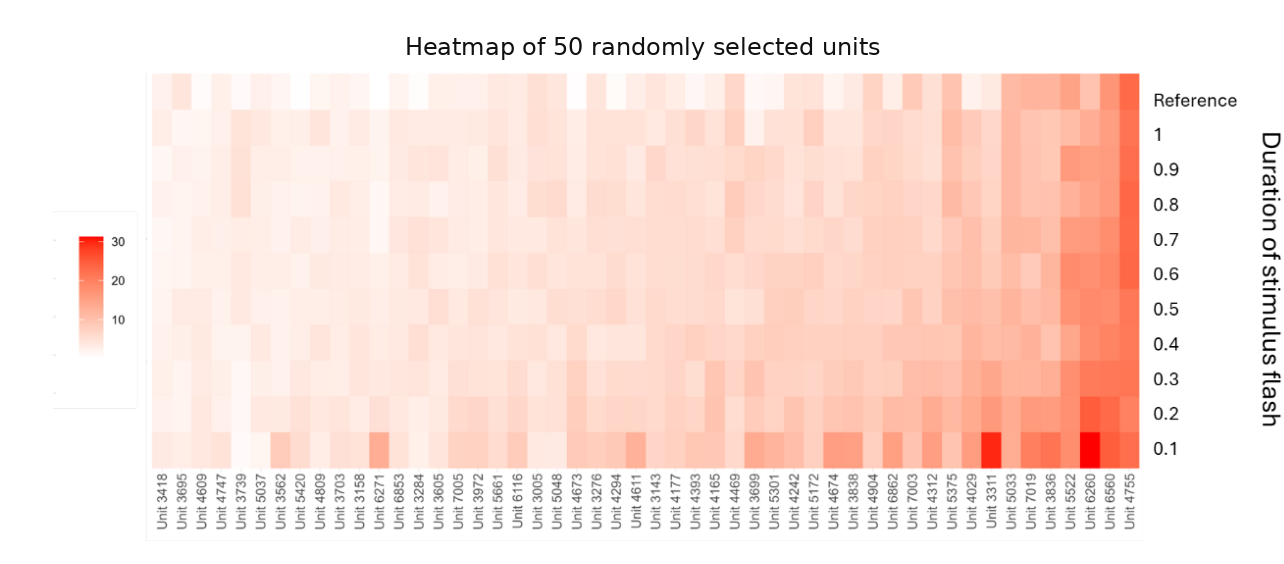 Heatmap of 50 randomly selected units
30
20
10
Reference
1
0.9
0.8
0.7
0.6
0.5
0.4
0.3
0.2
0.1
Duration of stimulus flash
Unit 3418
Unit 3695
Unit 4609
Unit 4747
Unit 3739
Unit 5037
Unit 3562
Unit 5420
Unit 4809
Unit 3703
Unit 3158
Unit 6271
Unit 6853
Unit 3284
Unit 3605
Unit 7005
Unit 3972
Unit 5661
Unit 6116
Unit 3005
Unit 5048
Unit 4673
Unit 3276
Unit 4294
Unit 4611
Unit 3143
Unit 4177
Unit 4393
Unit 4165
Unit 4469
Unit 3699
Unit 5301
Unit 4242
Unit 5172
Unit 4674
Unit 3838
Unit 4904
Unit 6862
Unit 7003
Unit 4312
Unit 5375
Unit 4029
Unit 3311
Unit 5033
Unit 7019
Unit 3836
Unit 5522
Unit 6260
Unit 6560
Unit 4755